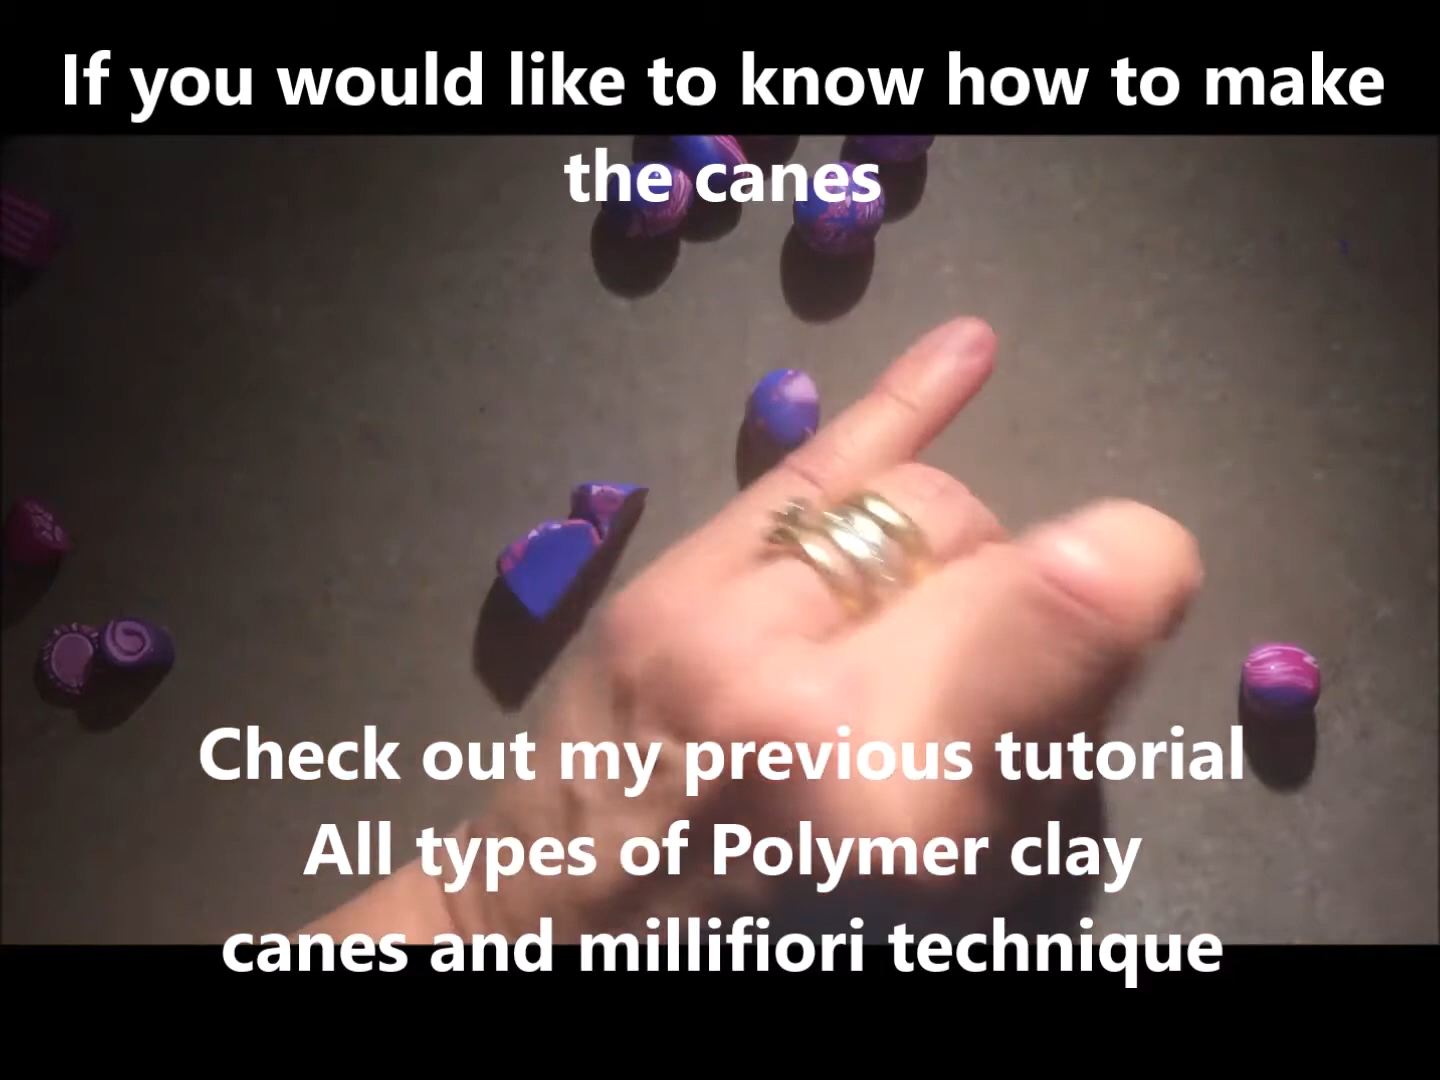 If you would like to know how to make
the canes
Check out my previous tutorial
All types of Polymer clay
canes and millifiori technique